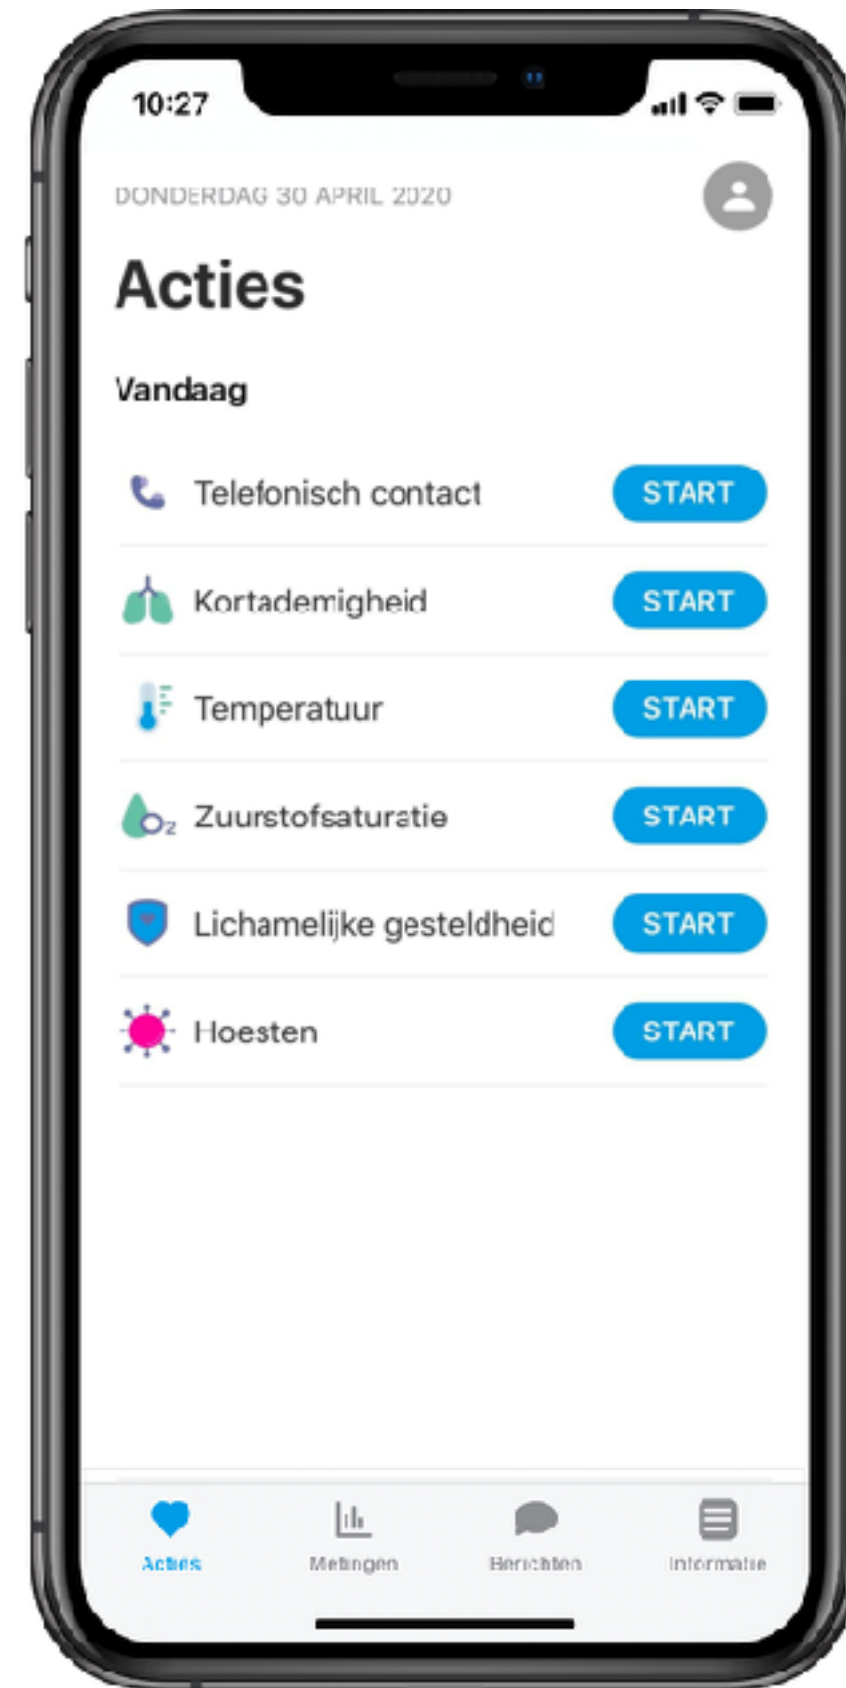 10:27
DONDERDAG 30 APRIL 2020
Acties
Vandaag
Telefonisch contact START
Kortademigheid START
Temperatuur START
O2 Zuurstofsaturatie START
Lichamelijke gesteldheid START
Hoesten START
Acties Metingen Berichten Informatie